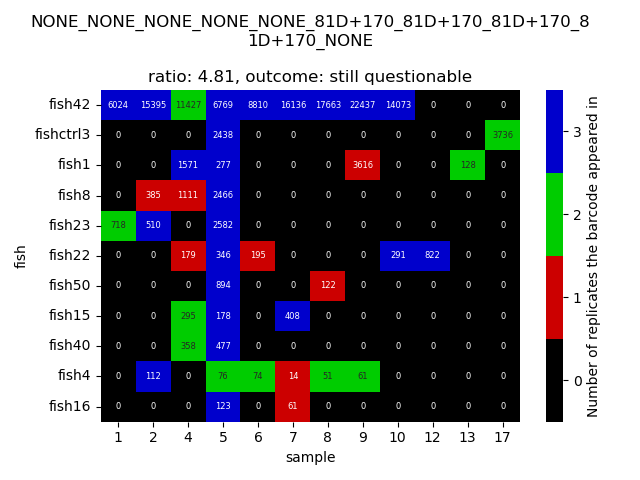 NONE_NONE_NONE_NONE_NONE_81D+170_81D+170_81D+170_8
1D+170_NONE
ratio: 4.81, outcome: still questionable
fish42 6024 15395 11427 6769 8810 16136 17663 22437 14073 0 0 0
fishctrl3 0 0 0 2438 0 0 0 0 0 0 0 3736
fish1 0 0 1571 277 0 0 0 3616 0 0 128 0
fish8 0 385 1111 2466 0 0 0 0 0 0 0 0
fish23 718 510 0 2582 0 0 0 0 0 0 0 0
fish22 0 0 179 346 195 0 0 0 291 822 0 0
fish50 0 0 0 894 0 0 122 0 0 0 0 0
fish15 0 0 295 178 0 408 0 0 0 0 0 0
fish40 0 0 358 477 0 0 0 0 0 0 0 0
fish4 0 112 0 76 74 14 51 61 0 0 0 0
fish16 0 0 0 123 0 61 0 0 0 0 0 0
1 2 4 5 6 7 8 9 10 12 13 17
sample
fish
3
2
1
0
Number of replicates the barcode appeared in